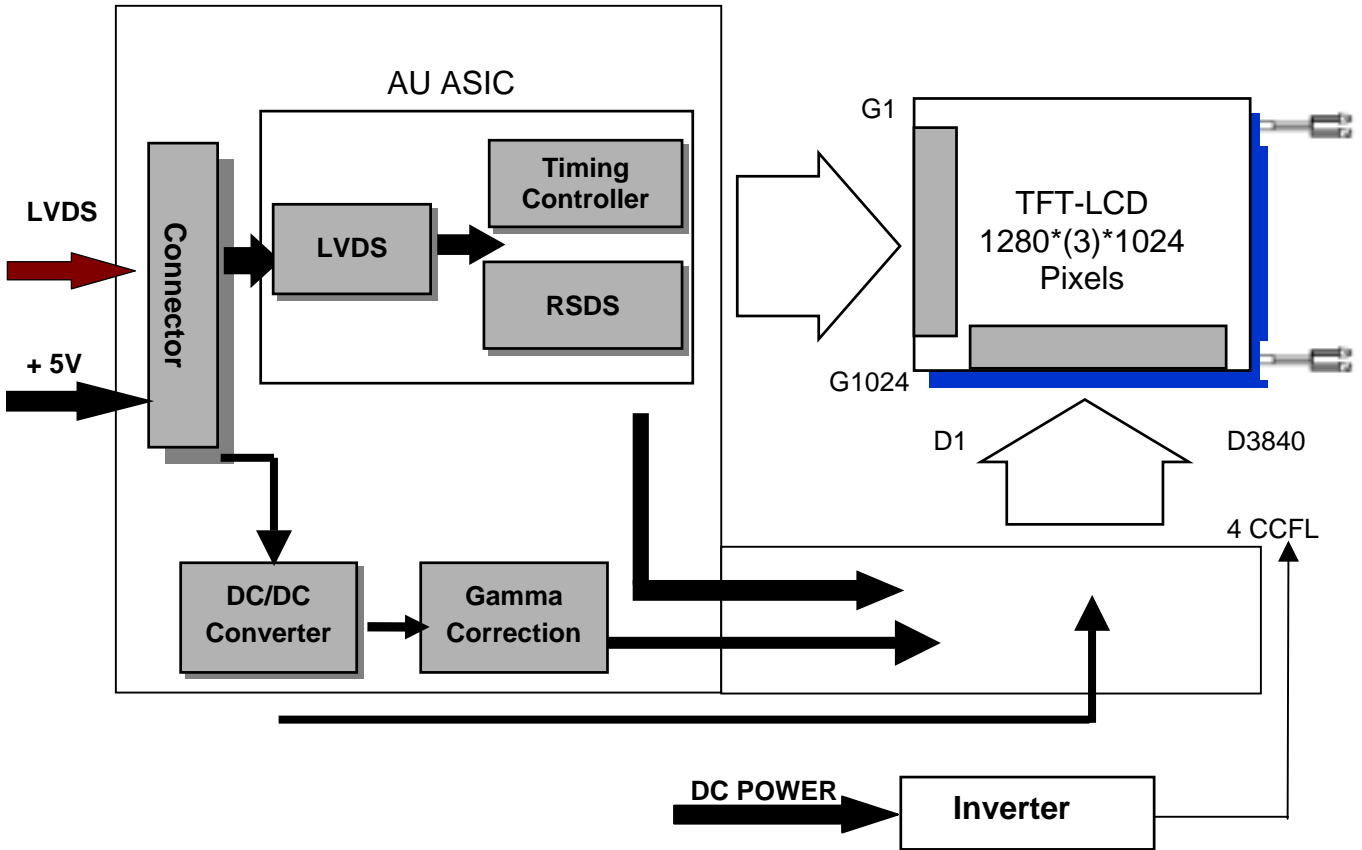 AU ASIC
G1
Timing
Controller
LVDS
Connector
LVDS
TFT-LCD
1280*(3)*1024
Pixels
RSDS
+ 5V
G1024
D1
D3840
4 CCFL
DC/DC
Converter
Gamma
Correction
DC POWER
Inverter